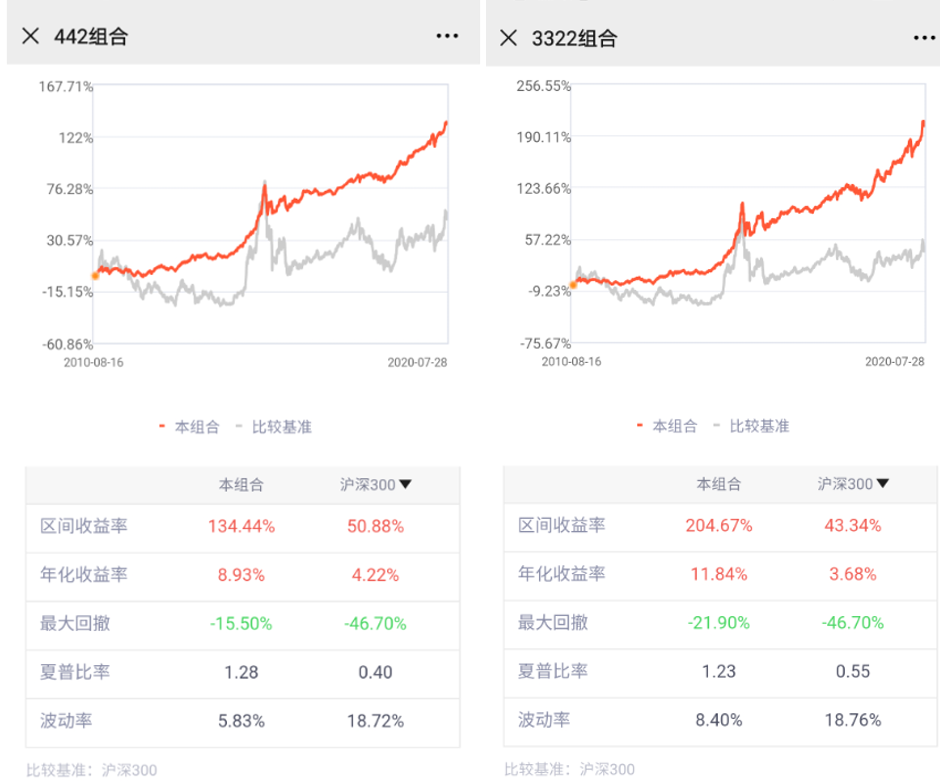 442组合
167.71%
122%
76.28%
30.57%
-15.15%
-60.86%
2010-08-16 2020-07-28
本组合 比较基准
本组合 沪深300▼
区间收益率 134.44% 50.88%
年化收益率 8.93% 4.22%
最大回撤 -15.50% -46.70%
夏普比率 1.28 0.40
波动率 5.83% 18.72%
比较基准：沪深300
3322组合
256.55%
190.11%
123.66%
57.22%
-9.23%
-75.67%
2010-08-16 2020-07-28
本组合 比较基准
本组合 沪深300▼
区间收益率 204.67% 43.34%
年化收益率 11.84% 3.68%
最大回撤 -21.90% -46.70%
夏普比率 1.23 0.55
波动率 8.40% 18.76%
比较基准：沪深300